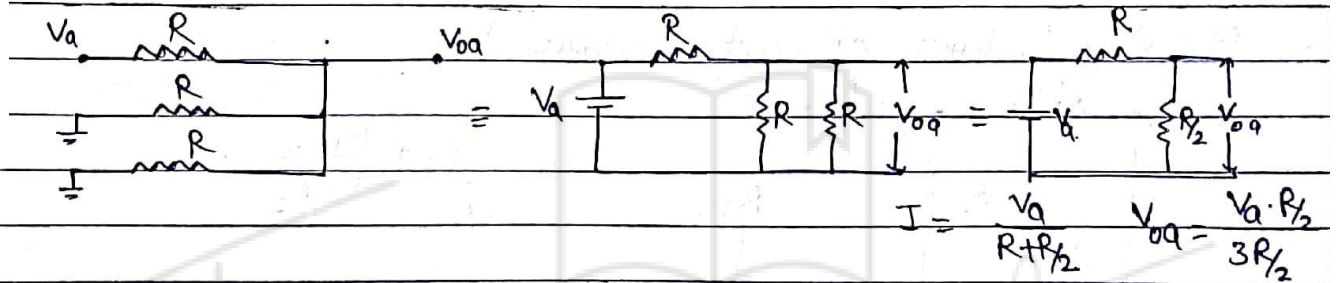 Va R Voa R R
R Va R R Voa ≡ Va R/2 Voa
≡
R
I = Va / R+R/2 Voa = Va · R/2 / 3R/2